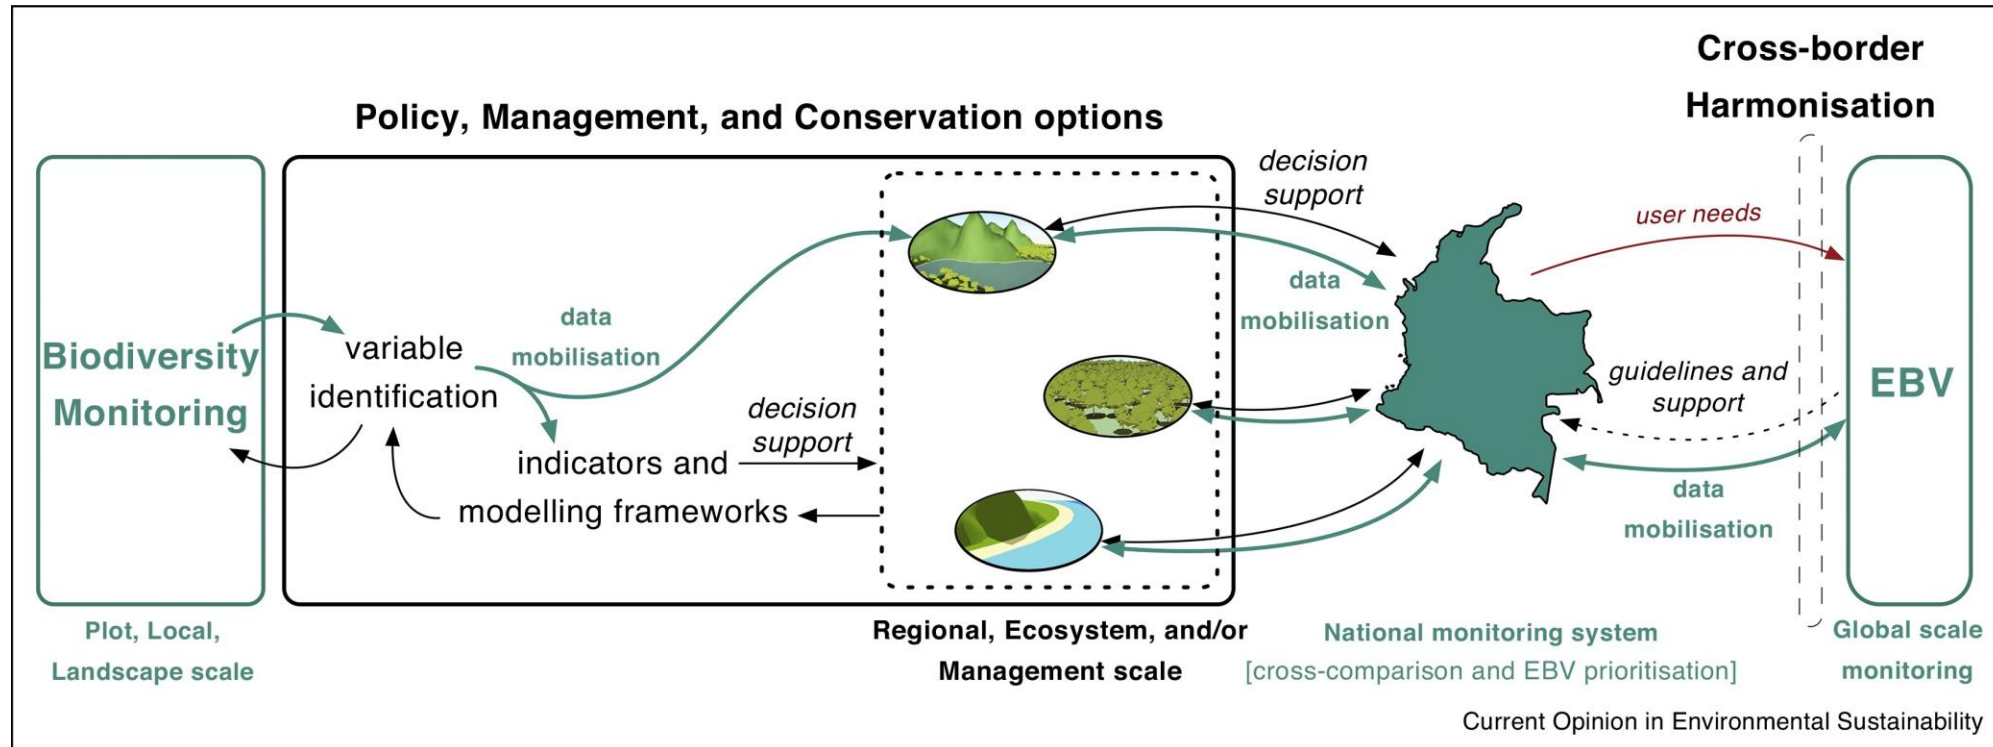 Cross-border
Harmonisation
Policy, Management, and Conservation options
Biodiversity
Monitoring
Plot, Local,
Landscape scale
variable
identification
data
mobilisation
indicators and
modelling frameworks
decision
support
Regional, Ecosystem, and/or
Management scale
decision
support
data
mobilisation
National monitoring system
[cross-comparison and EBV prioritisation]
user needs
guidelines and
support
data
mobilisation
EBV
Global scale
monitoring
Current Opinion in Environmental Sustainability